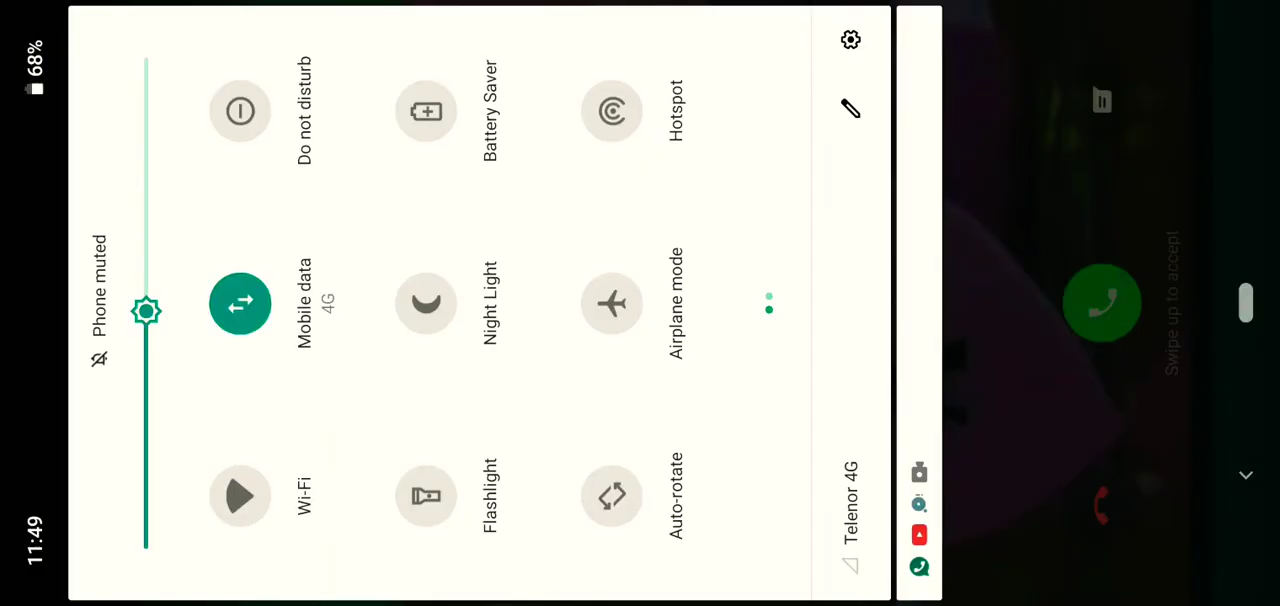 11:49
68%
Phone muted
Wi-Fi
Mobile data
4G
Do not disturb
Flashlight
Night Light
Battery Saver
Auto-rotate
Airplane mode
Hotspot
Telenor 4G
Swipe up to accept